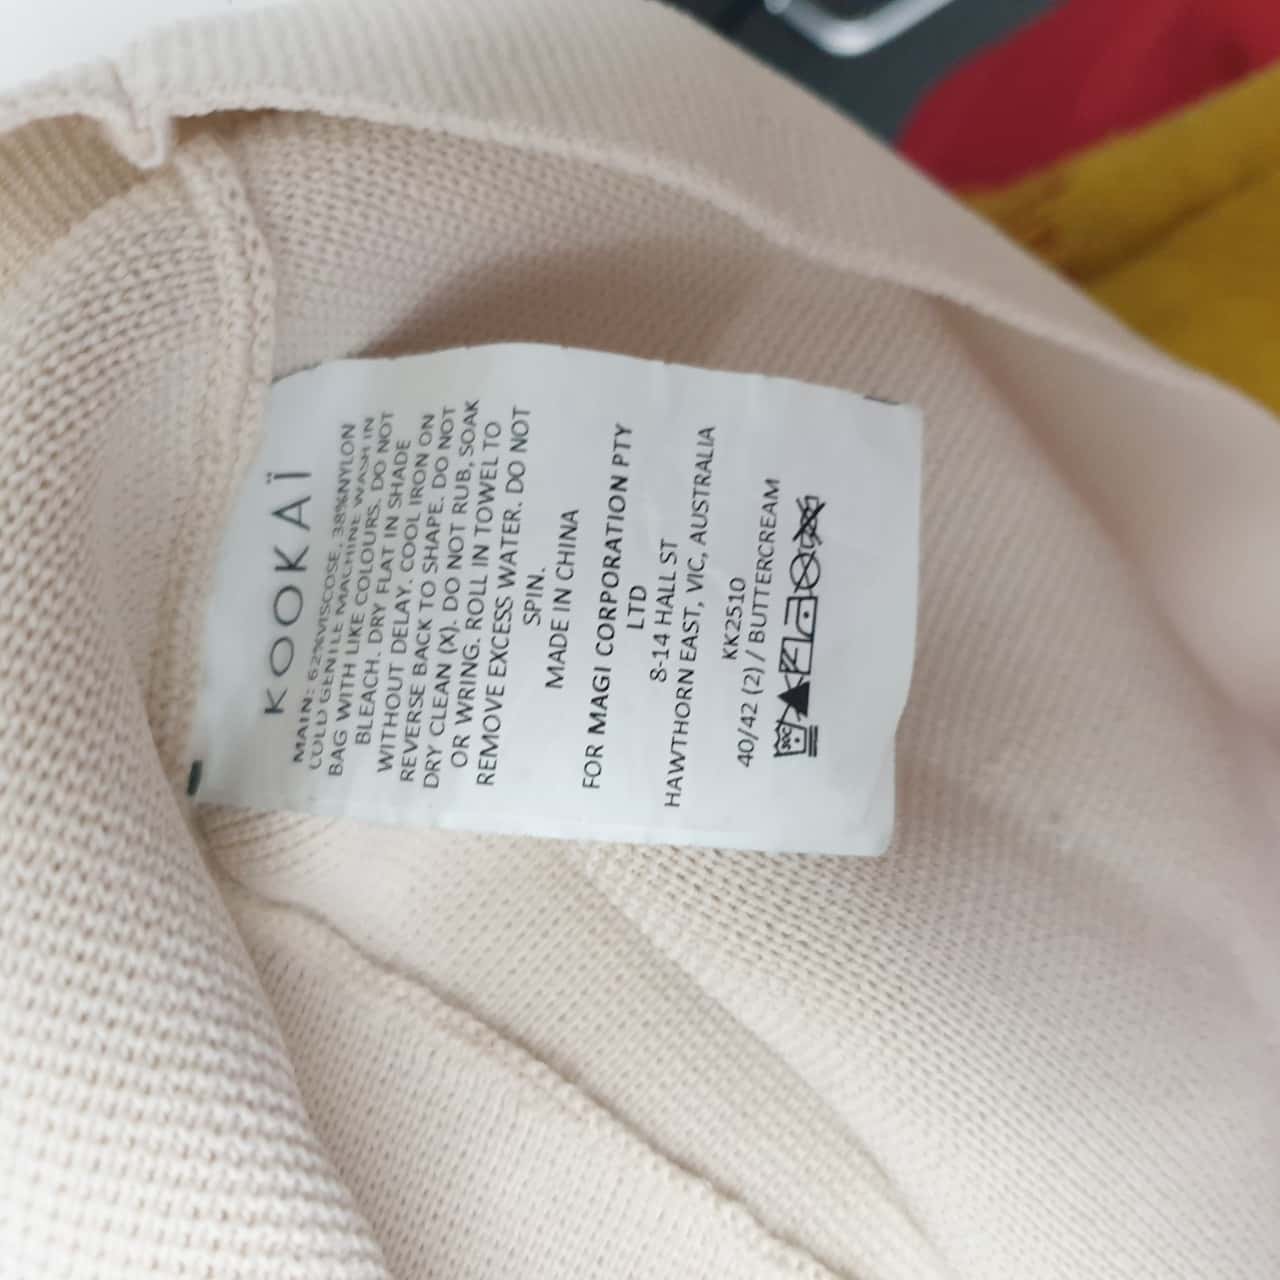 KOOKAÏ
MAIN: 62%VISCOSE, 38%NYLON
COLD GENTLE MACHINE WASH IN
BAG WITH LIKE COLOURS. DO NOT
BLEACH. DRY FLAT IN SHADE
WITHOUT DELAY. COOL IRON ON
REVERSE BACK TO SHAPE. DO NOT
DRY CLEAN (X). DO NOT RUB, SOAK
OR WRING. ROLL IN TOWEL TO
REMOVE EXCESS WATER. DO NOT
SPIN.
MADE IN CHINA
FOR MAGI CORPORATION PTY
LTD
8-14 HALL ST
HAWTHORN EAST, VIC, AUSTRALIA
KK2510
40/42 (2) / BUTTERCREAM
30C